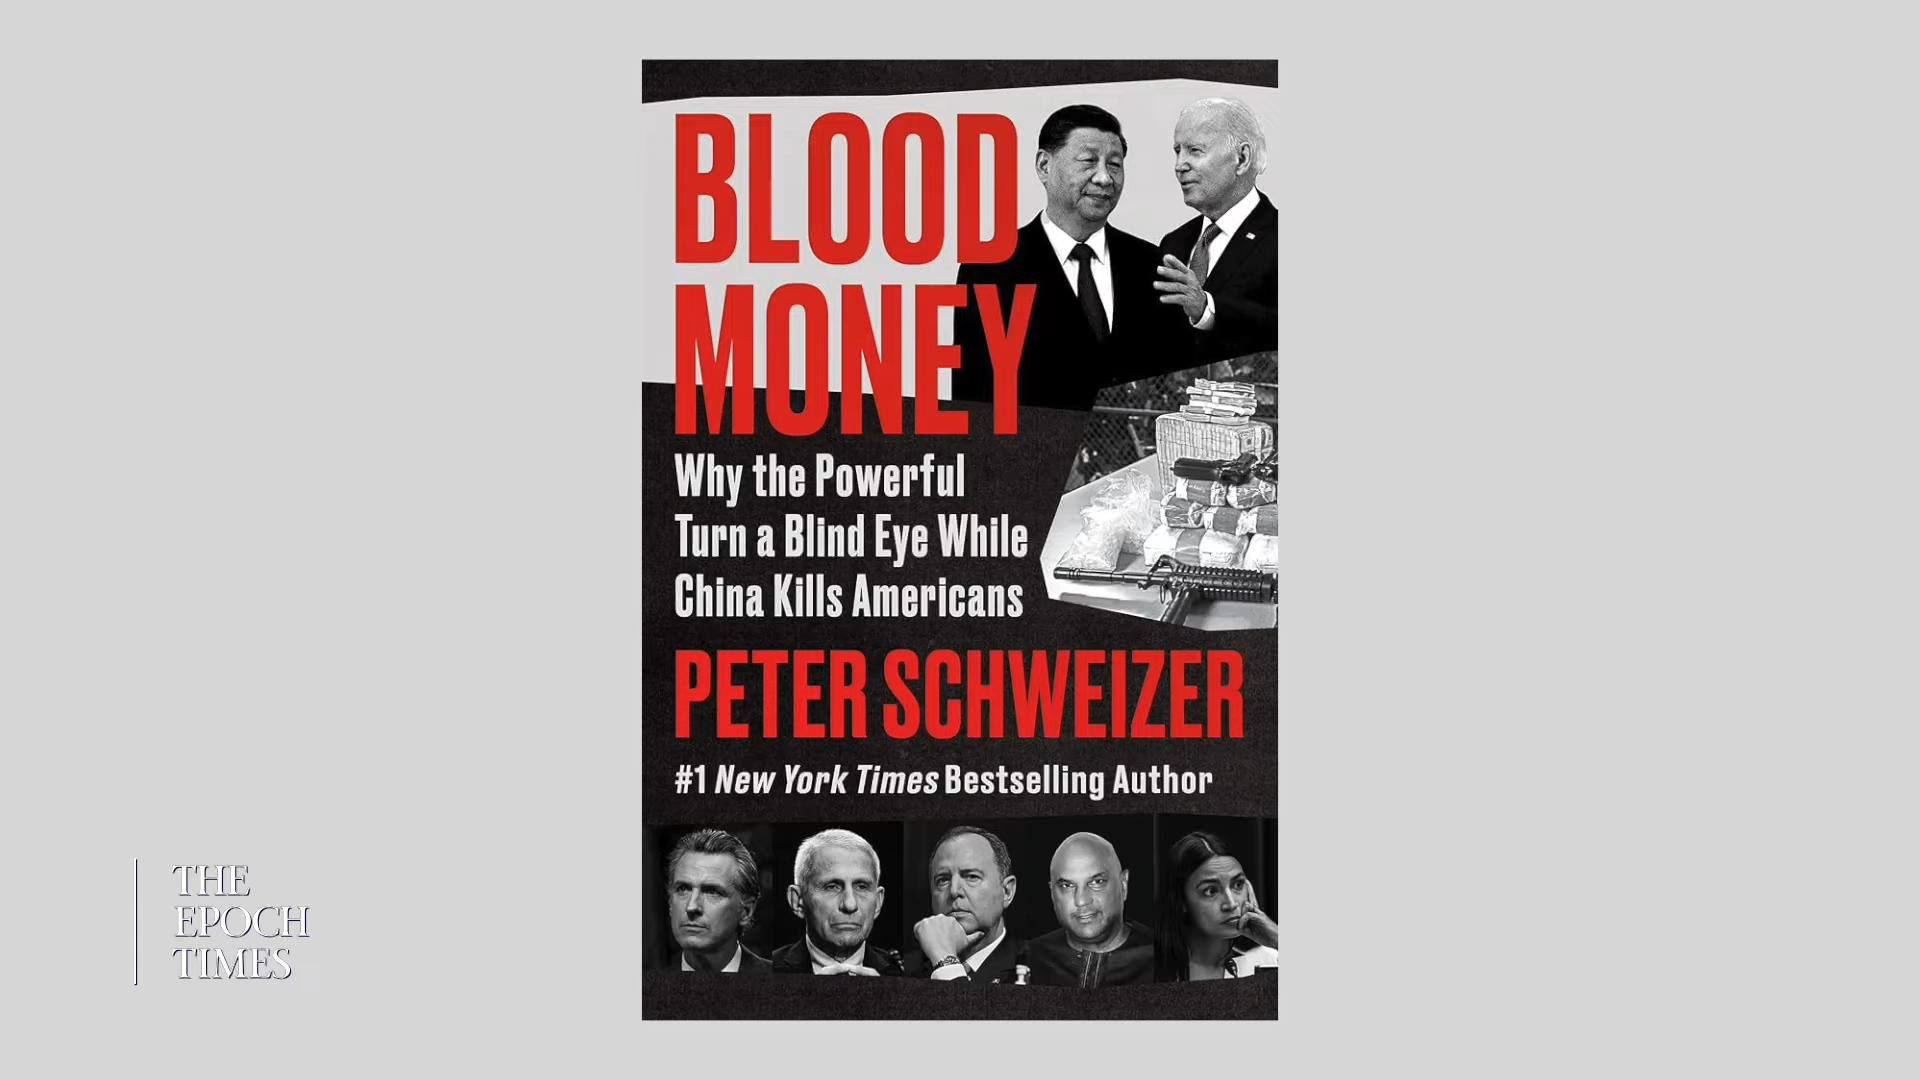 BLOOD
MONEY
Why the Powerful
Turn a Blind Eye While
China Kills Americans
PETER SCHWEIZER
#1 New York Times Bestselling Author
THE
EPOCH
TIMES